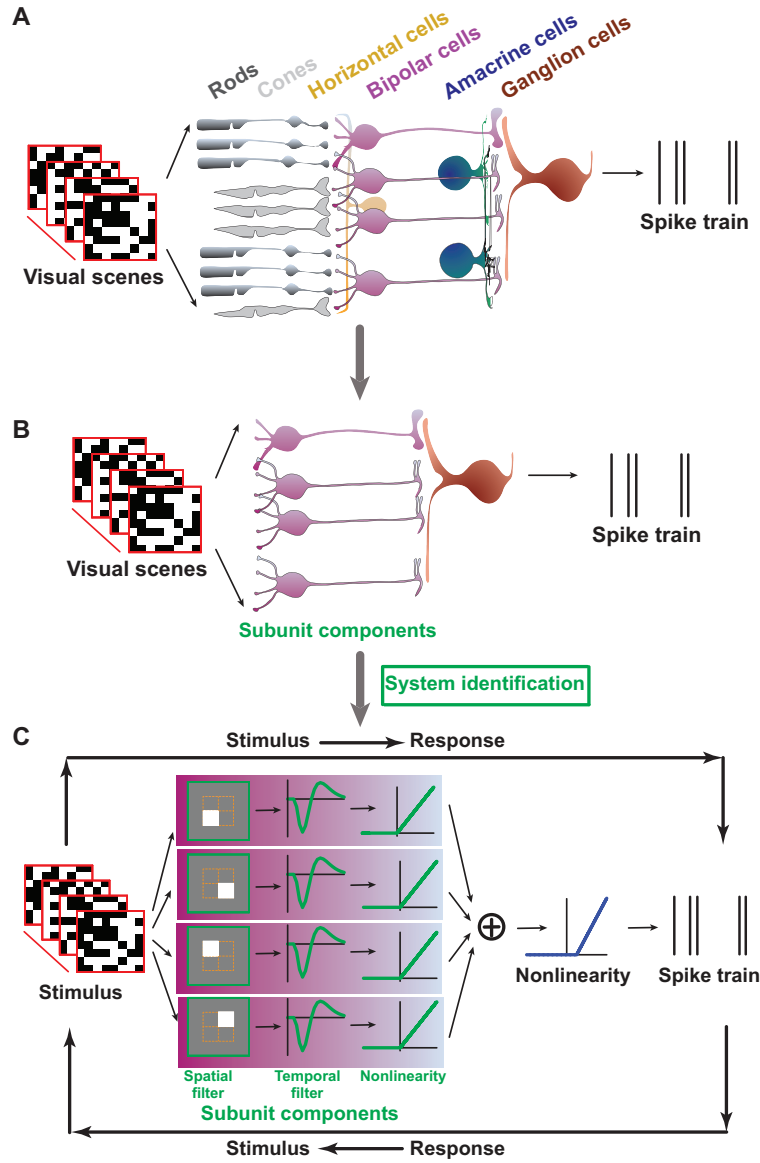 A
Rods
Cones
Horizontal cells
Bipolar cells
Amacrine cells
Ganglion cells
Visual scenes
Spike train
B
Visual scenes
Spike train
Subunit components
System identification
C
Stimulus
Response
Stimulus
Nonlinearity
Spike train
Spatial
filter
Temporal
filter
Nonlinearity
Subunit components
Stimulus
Response